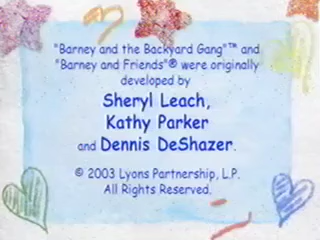 "Barney and the Backyard Gang"™ and
"Barney and Friends"® were originally
developed by
Sheryl Leach,
Kathy Parker
and Dennis DeShazer.
© 2003 Lyons Partnership, L.P.
All Rights Reserved.